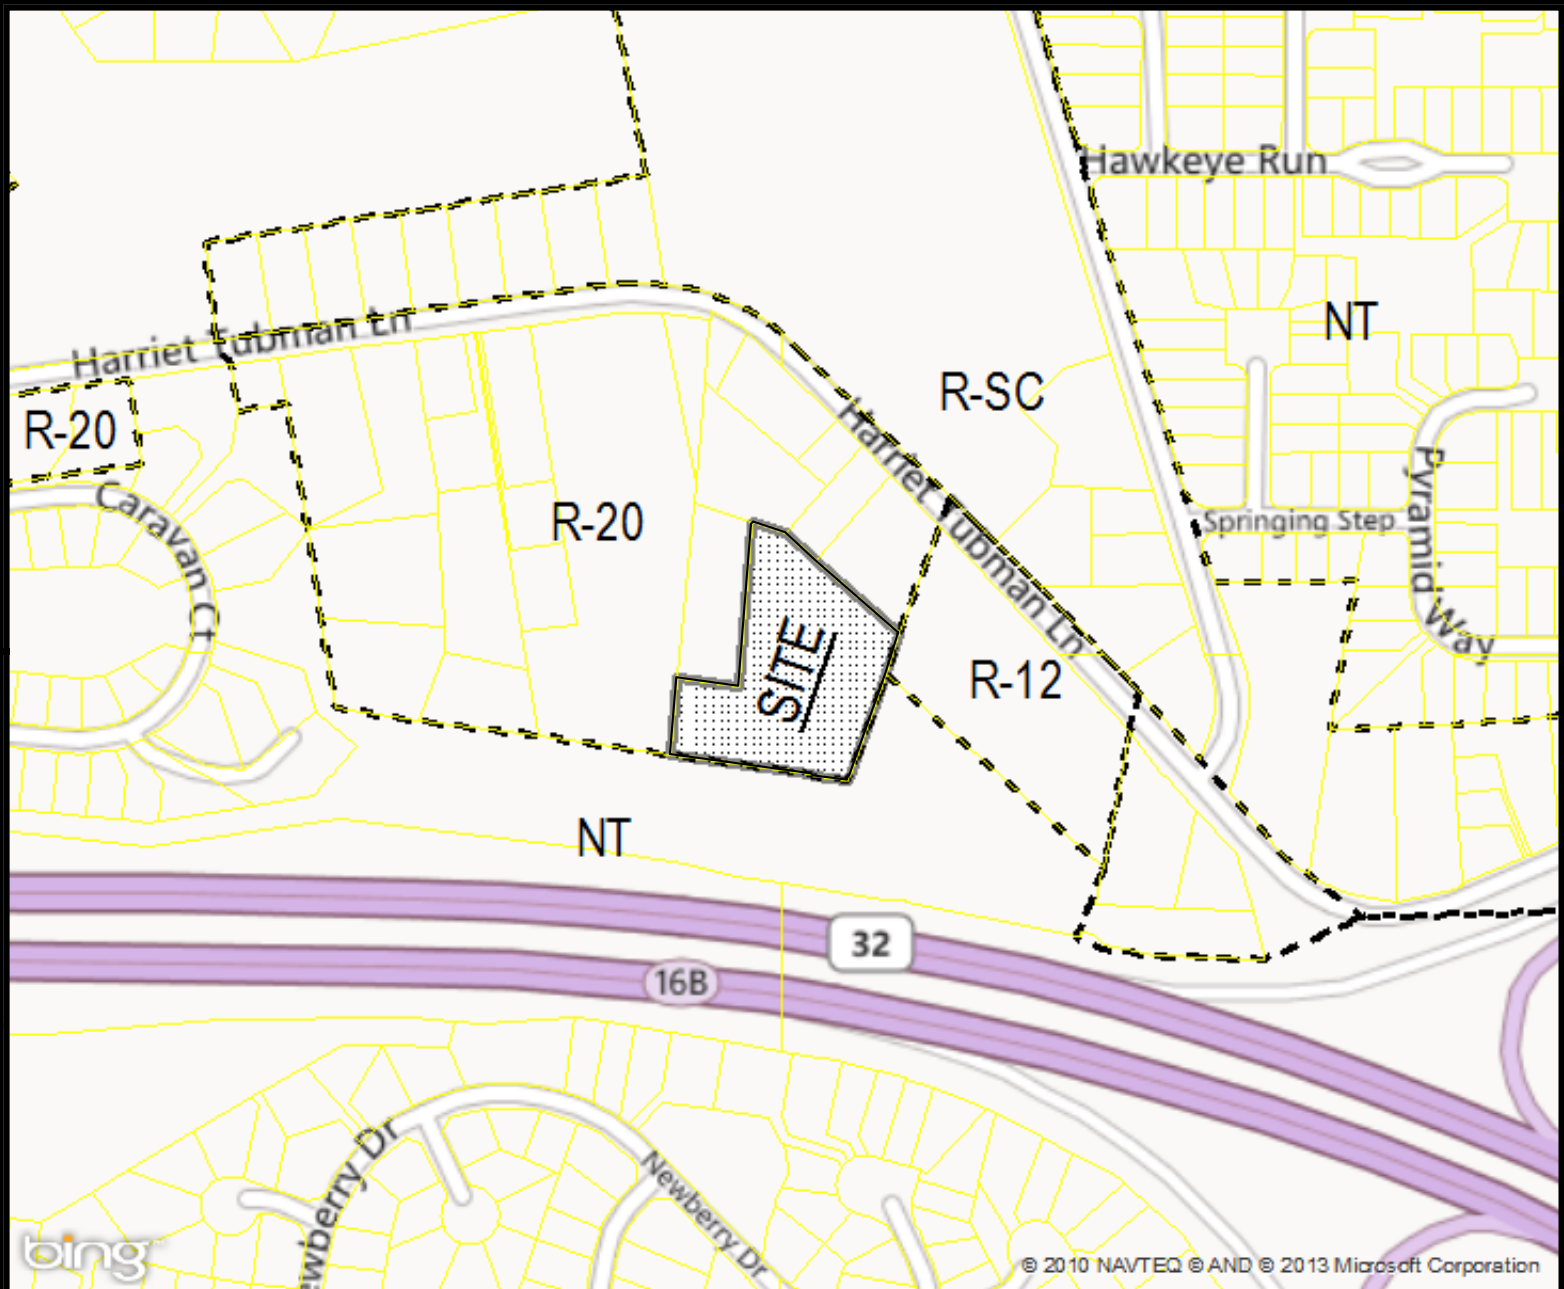 Hawkeye Run
NT
Harriet Tubman Ln
R-SC
R-20
Harriet Tubman Ln
Caravan Ct
R-20
Pyramid Way
Springing Step
SITE
R-12
NT
32
16B
Newberry Dr
ewberry Dr
bing
© 2010 NAVTEQ © AND © 2013 Microsoft Corporation